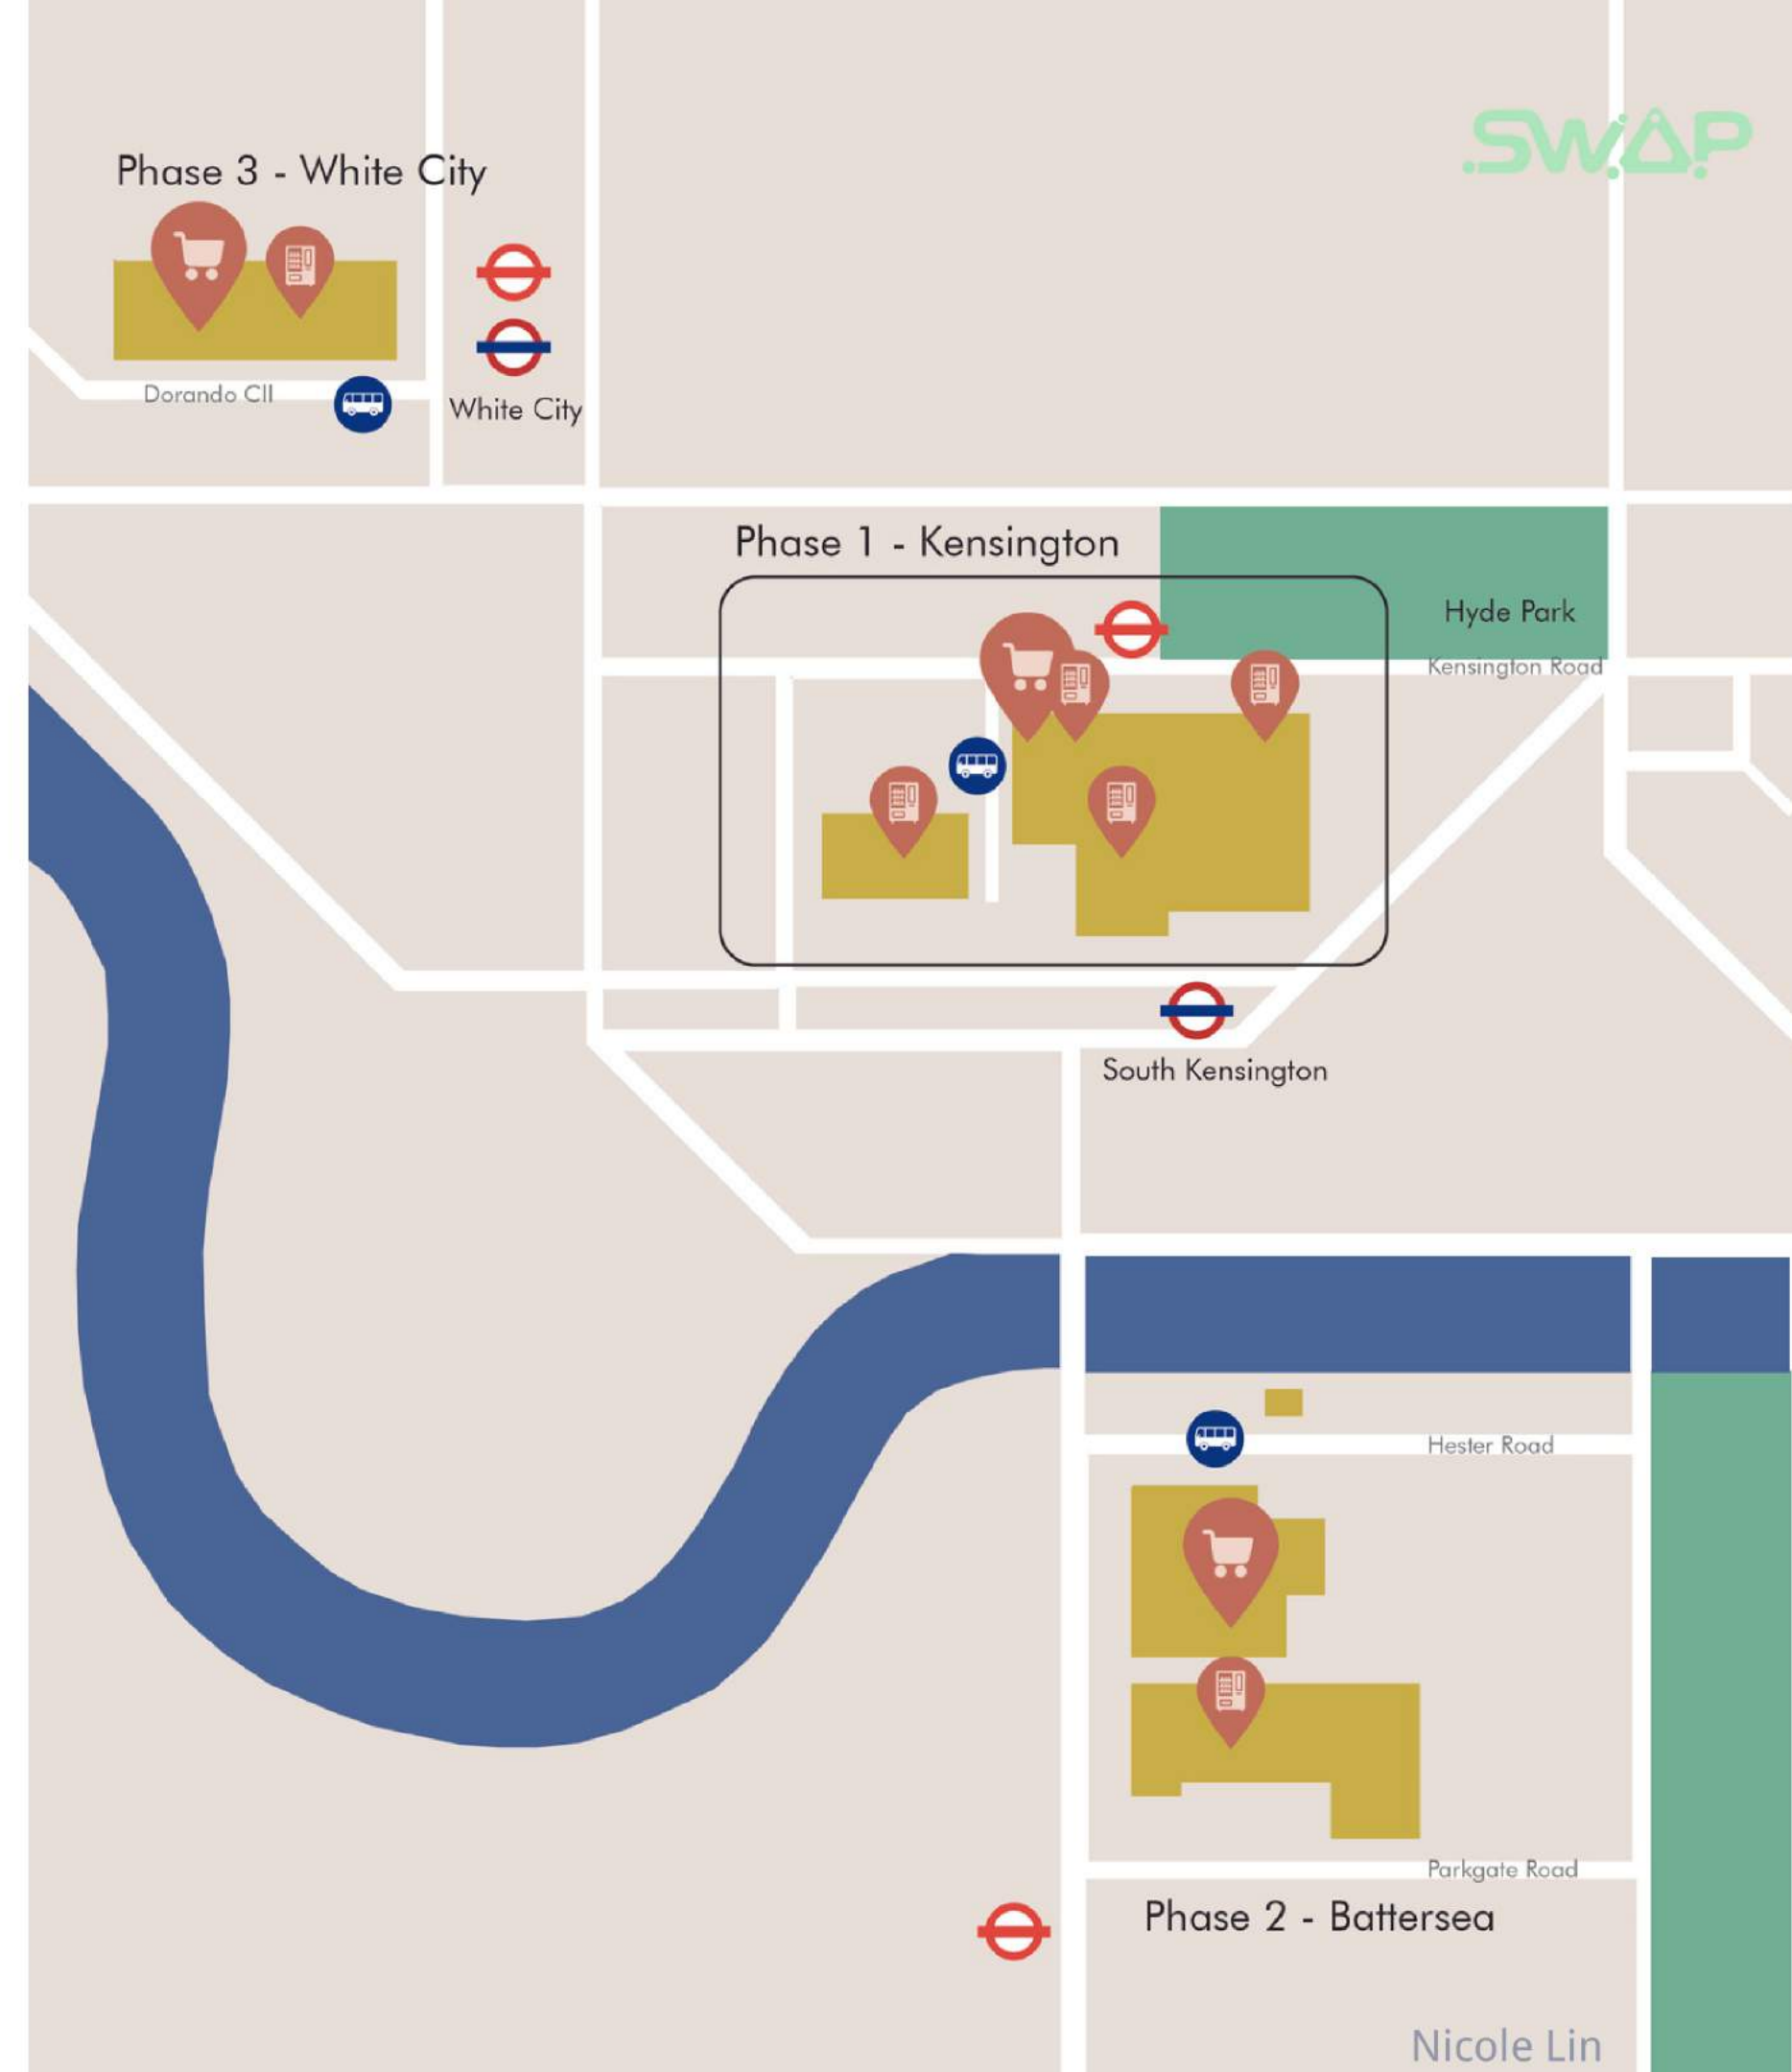 SWAP
Phase 3 - White City
Dorando Cll
White City
Phase 1 - Kensington
Hyde Park
Kensington Road
South Kensington
Hester Road
Parkgate Road
Phase 2 - Battersea
Nicole Lin